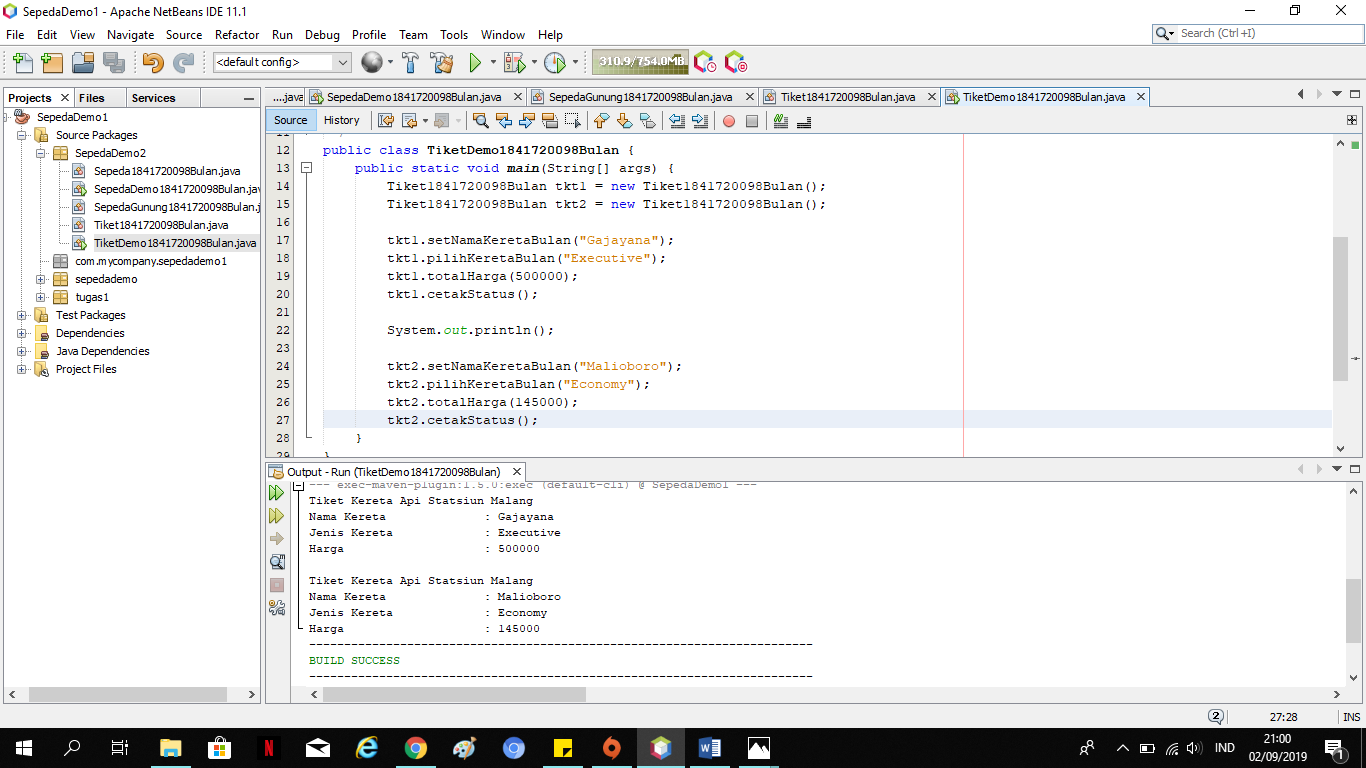 SepedaDemo1 - Apache NetBeans IDE 11.1
File Edit View Navigate Source Refactor Run Debug Profile Team Tools Window Help
Search (Ctrl+I)
<default config>
310.9/754.0MB
Projects Files Services
SepedaDemo1
Source Packages
SepedaDemo2
Sepeda1841720098Bulan.java
SepedaDemo1841720098Bulan.jav
SepedaGunung1841720098Bulan.j
Tiket1841720098Bulan.java
TiketDemo1841720098Bulan.java
com.mycompany.sepedademo1
sepedademo
tugas1
Test Packages
Dependencies
Java Dependencies
Project Files
....java SepedaDemo1841720098Bulan.java SepedaGunung1841720098Bulan.java Tiket1841720098Bulan.java TiketDemo1841720098Bulan.java
Source History
11
12 public class TiketDemo1841720098Bulan {
13 public static void main(String[] args) {
14 Tiket1841720098Bulan tkt1 = new Tiket1841720098Bulan();
15 Tiket1841720098Bulan tkt2 = new Tiket1841720098Bulan();
16
17 tkt1.setNamaKeretaBulan("Gajayana");
18 tkt1.pilihKeretaBulan("Executive");
19 tkt1.totalHarga(500000);
20 tkt1.cetakStatus();
21
22 System.out.println();
23
24 tkt2.setNamaKeretaBulan("Malioboro");
25 tkt2.pilihKeretaBulan("Economy");
26 tkt2.totalHarga(145000);
27 tkt2.cetakStatus();
28 }
29 }
Output - Run (TiketDemo1841720098Bulan)
--- exec-maven-plugin:1.5.0:exec (default-cli) @ SepedaDemo1 ---
Tiket Kereta Api Statsiun Malang
Nama Kereta : Gajayana
Jenis Kereta : Executive
Harga : 500000
Tiket Kereta Api Statsiun Malang
Nama Kereta : Malioboro
Jenis Kereta : Economy
Harga : 145000
------------------------------------------------------------------------
BUILD SUCCESS
------------------------------------------------------------------------
2 27:28 INS
IND
21:00
02/09/2019
1